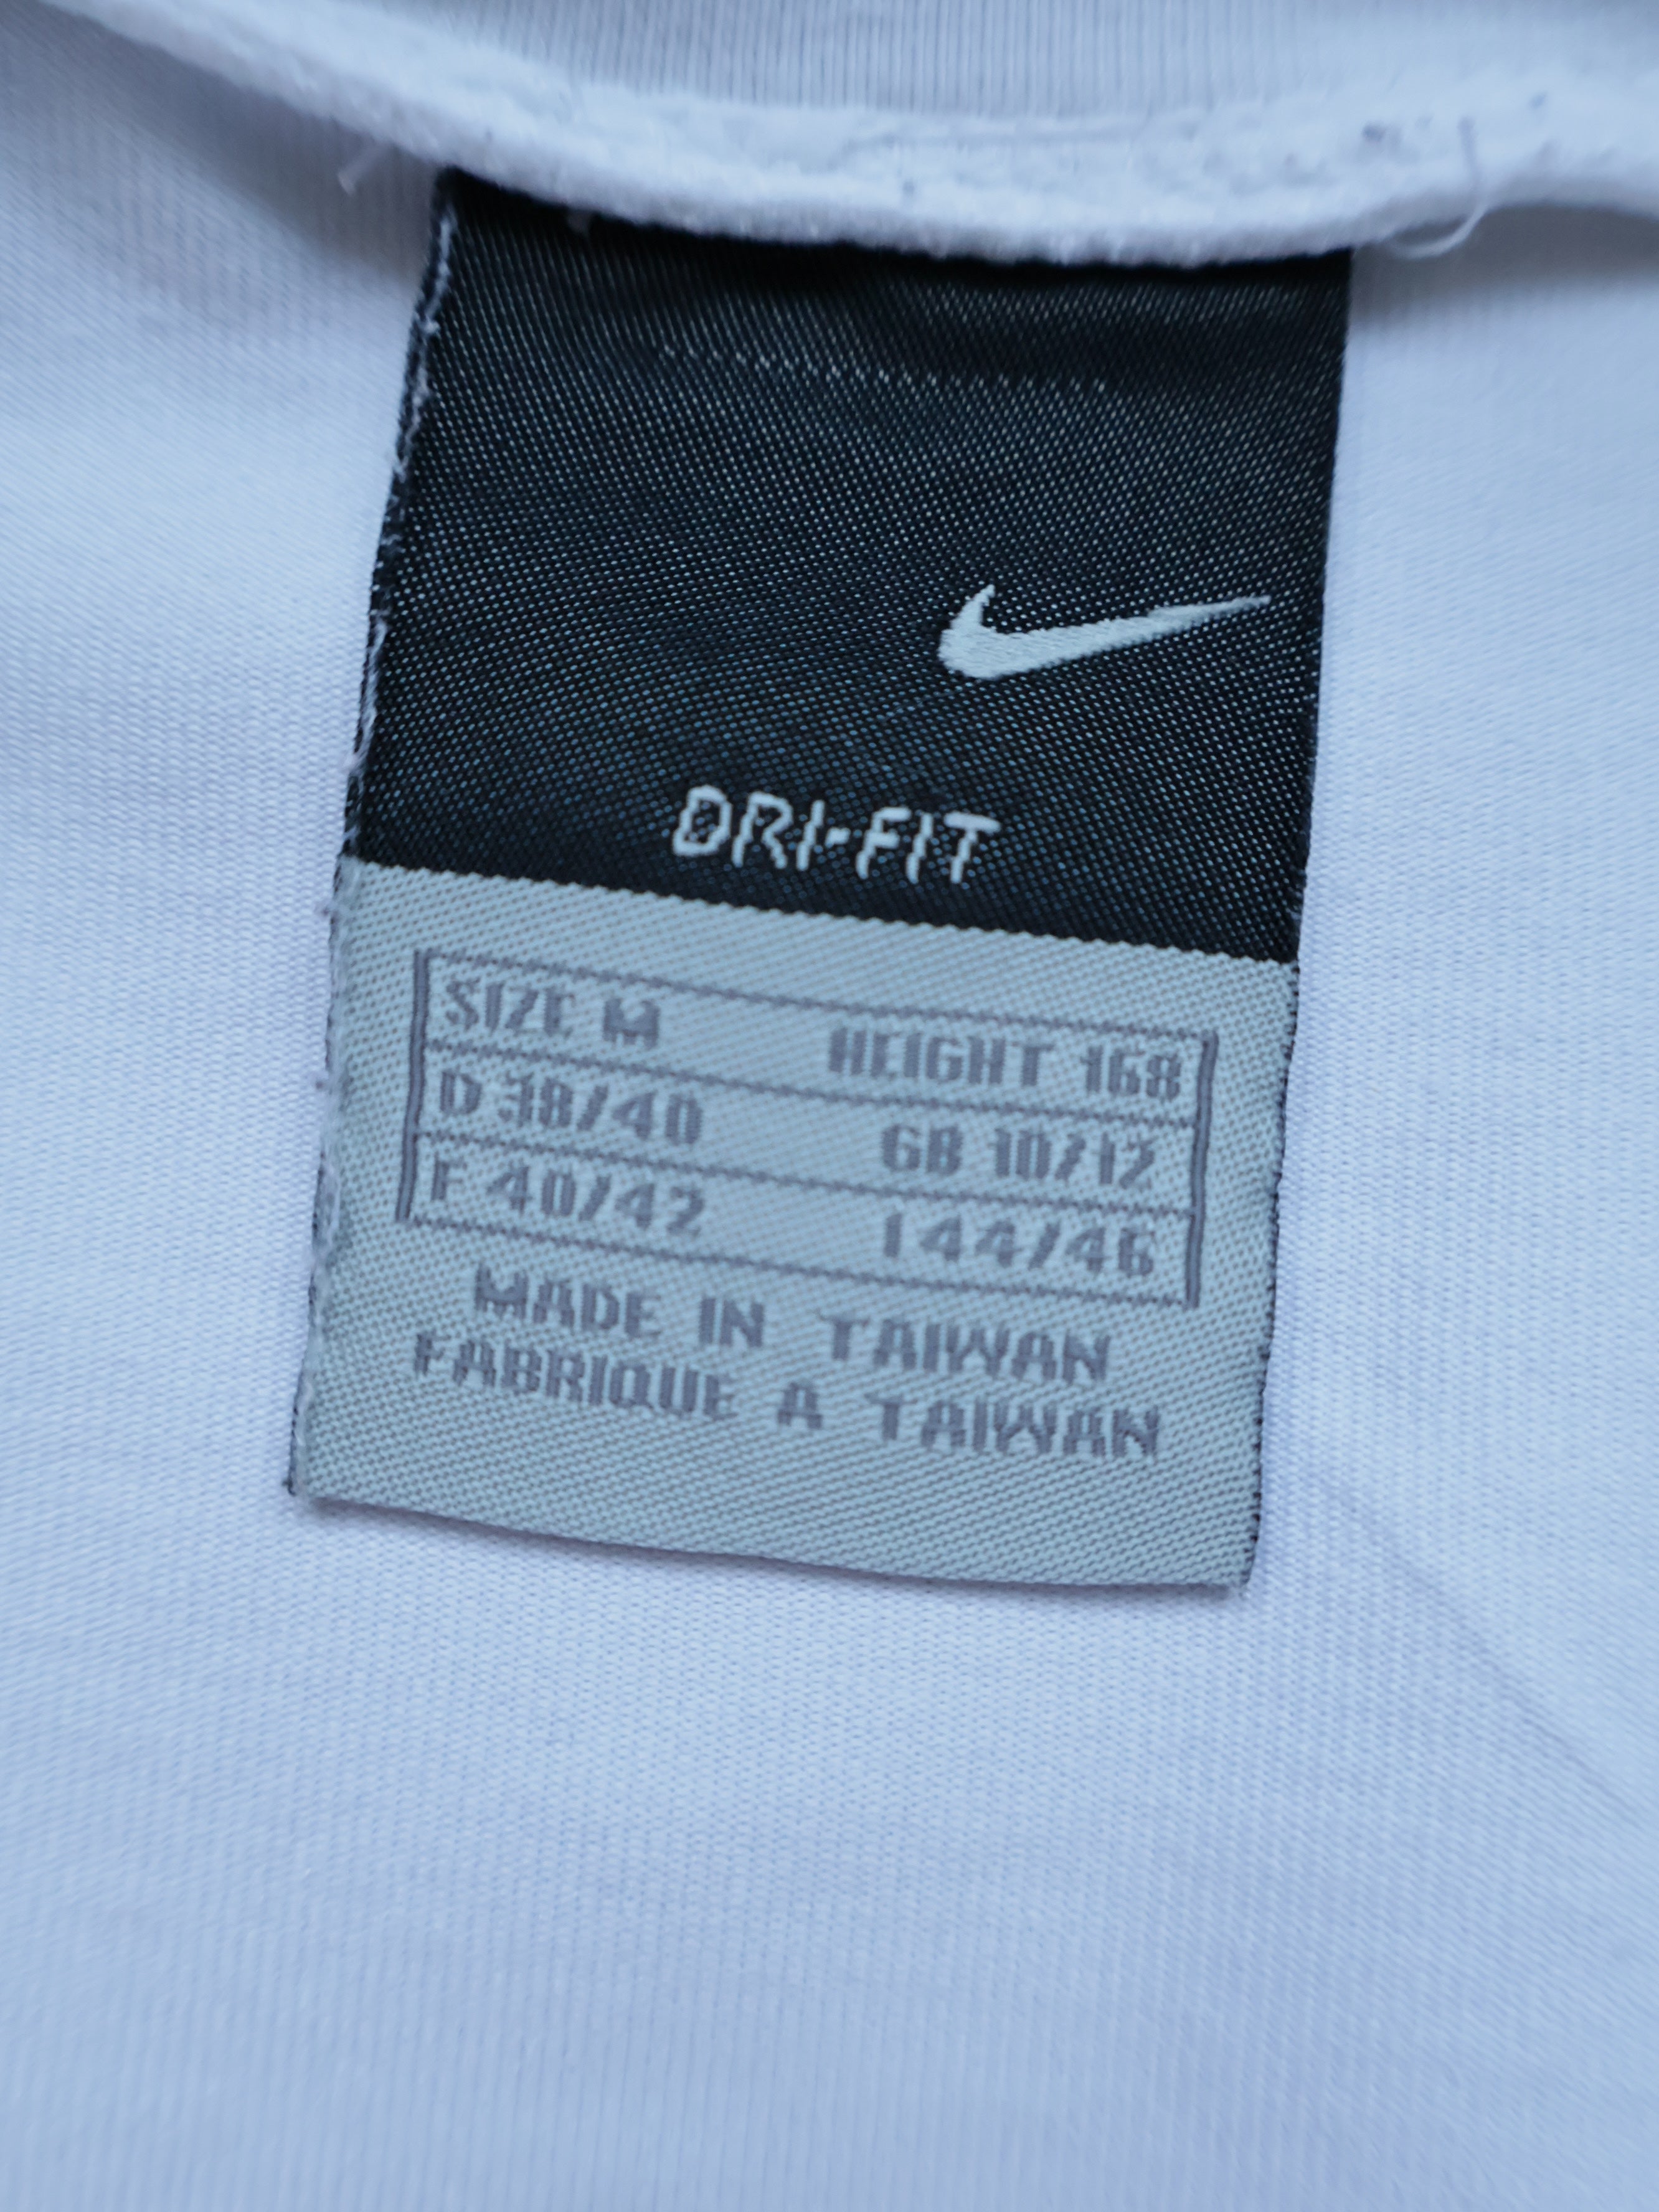 DRI-FIT
SIZE M HEIGHT 168
D 38/40 GB 10/12
F 40/42 I 44/46
MADE IN TAIWAN
FABRIQUE A TAIWAN